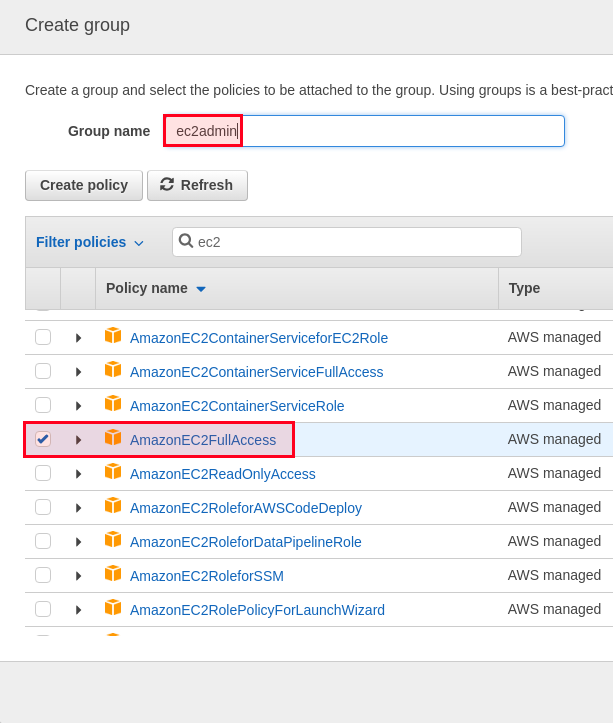 Create group
Create a group and select the policies to be attached to the group. Using groups is a best-pract
Group name ec2admin
Create policy Refresh
Filter policies ec2
Policy name Type
AmazonEC2ContainerServiceforEC2Role AWS managed
AmazonEC2ContainerServiceFullAccess AWS managed
AmazonEC2ContainerServiceRole AWS managed
AmazonEC2FullAccess AWS managed
AmazonEC2ReadOnlyAccess AWS managed
AmazonEC2RoleforAWSCodeDeploy AWS managed
AmazonEC2RoleforDataPipelineRole AWS managed
AmazonEC2RoleforSSM AWS managed
AmazonEC2RolePolicyForLaunchWizard AWS managed